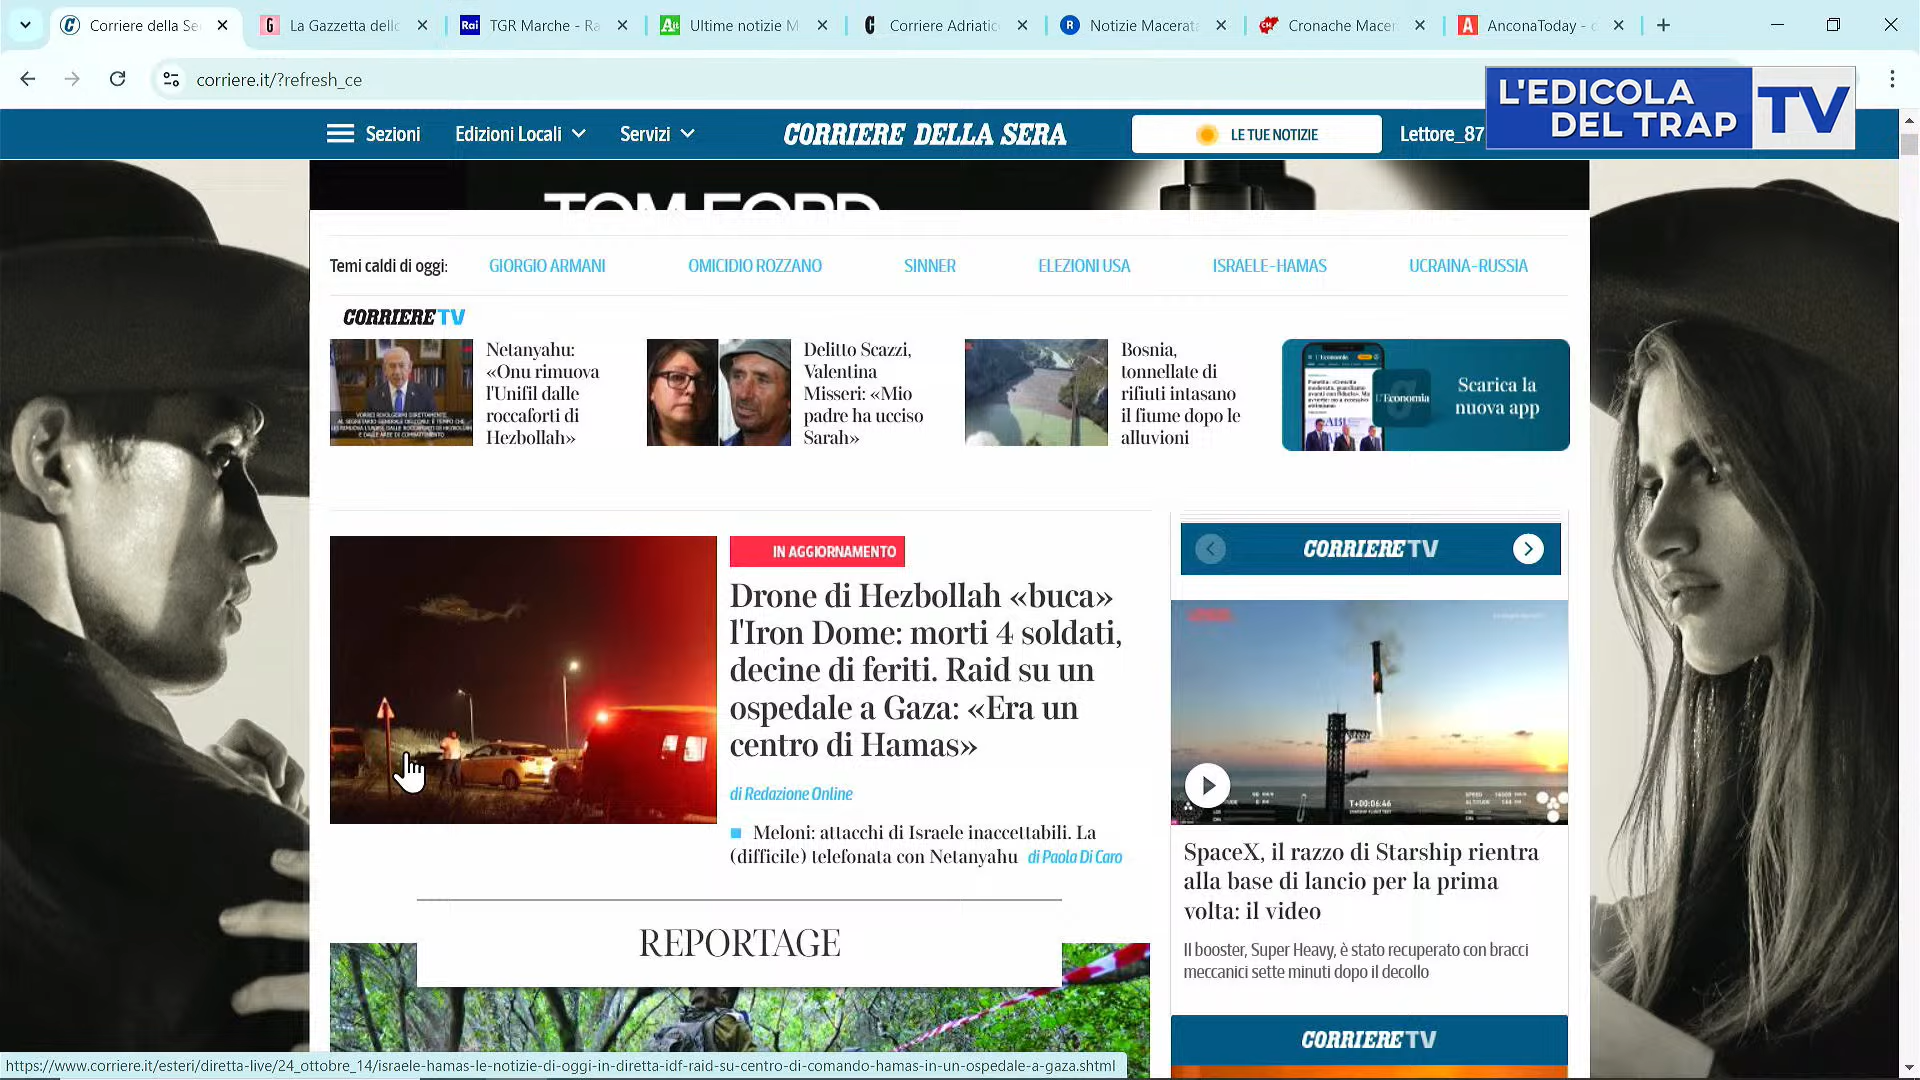 Corriere della Se
La Gazzetta dell
TGR Marche - Ra
Ultime notizie M
Corriere Adriatic
Notizie Macerat
Cronache Macer
AnconaToday - c
corriere.it/?refresh_ce
L'EDICOLA
DEL TRAP
TV
Sezioni
Edizioni Locali
Servizi
CORRIERE DELLA SERA
LE TUE NOTIZIE
Lettore_87
TOM FORD
Temi caldi di oggi:
GIORGIO ARMANI
OMICIDIO ROZZANO
SINNER
ELEZIONI USA
ISRAELE-HAMAS
UCRAINA-RUSSIA
CORRIERE TV
VORREI RIVOLGERMI DIRETTAMENTE
Netanyahu:
«Onu rimuova
l'Unifil dalle
roccaforti di
Hezbollah»
Delitto Scazzi,
Valentina
Misseri: «Mio
padre ha ucciso
Sarah»
Bosnia,
tonnellate di
rifiuti intasano
il fiume dopo le
alluvioni
L'Economia
Scarica la
nuova app
IN AGGIORNAMENTO
Drone di Hezbollah «buca»
l'Iron Dome: morti 4 soldati,
decine di feriti. Raid su un
ospedale a Gaza: «Era un
centro di Hamas»
di Redazione Online
Meloni: attacchi di Israele inaccettabili. La
(difficile) telefonata con Netanyahu di Paola Di Caro
REPORTAGE
CORRIERE TV
T+00:06:46
SpaceX, il razzo di Starship rientra
alla base di lancio per la prima
volta: il video
Il booster, Super Heavy, è stato recuperato con bracci
meccanici sette minuti dopo il decollo
CORRIERE TV
https://www.corriere.it/esteri/diretta-live/24_ottobre_14/israele-hamas-le-notizie-di-oggi-in-diretta-idf-raid-su-centro-di-comando-hamas-in-un-ospedale-a-gaza.shtml